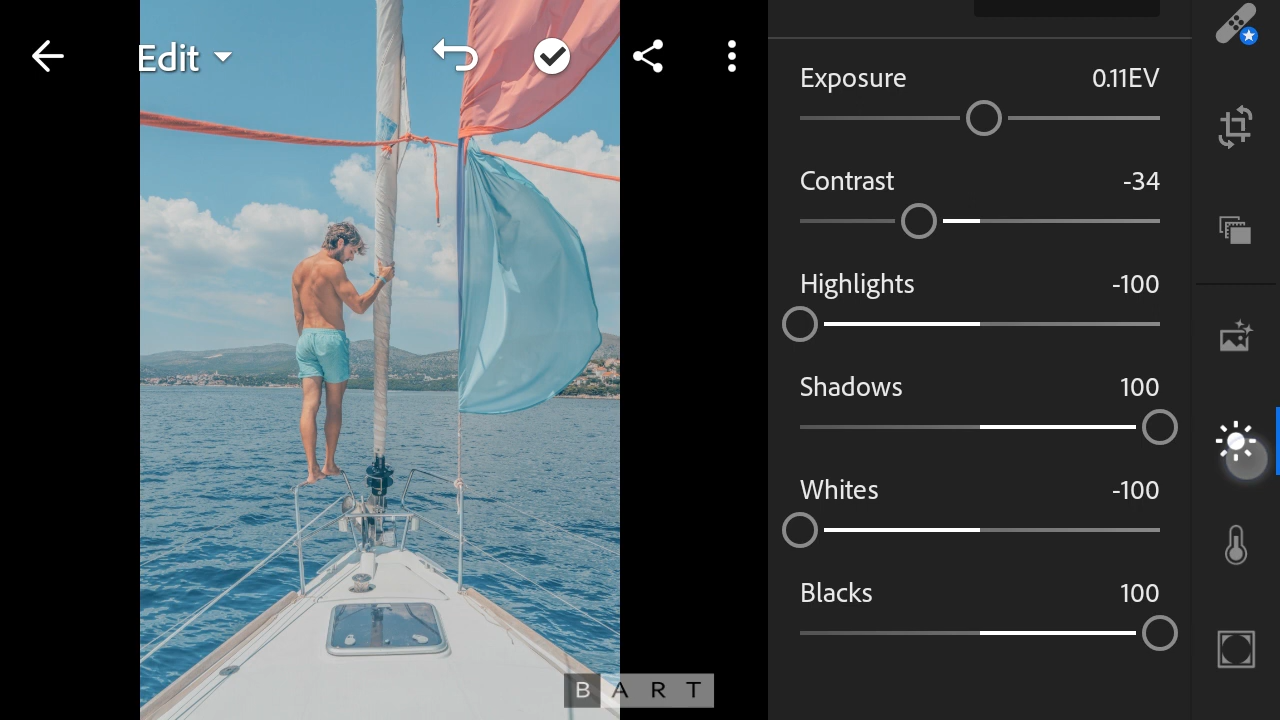 Edit
Exposure 0.11EV
Contrast -34
Highlights -100
Shadows 100
Whites -100
Blacks 100
B A R T